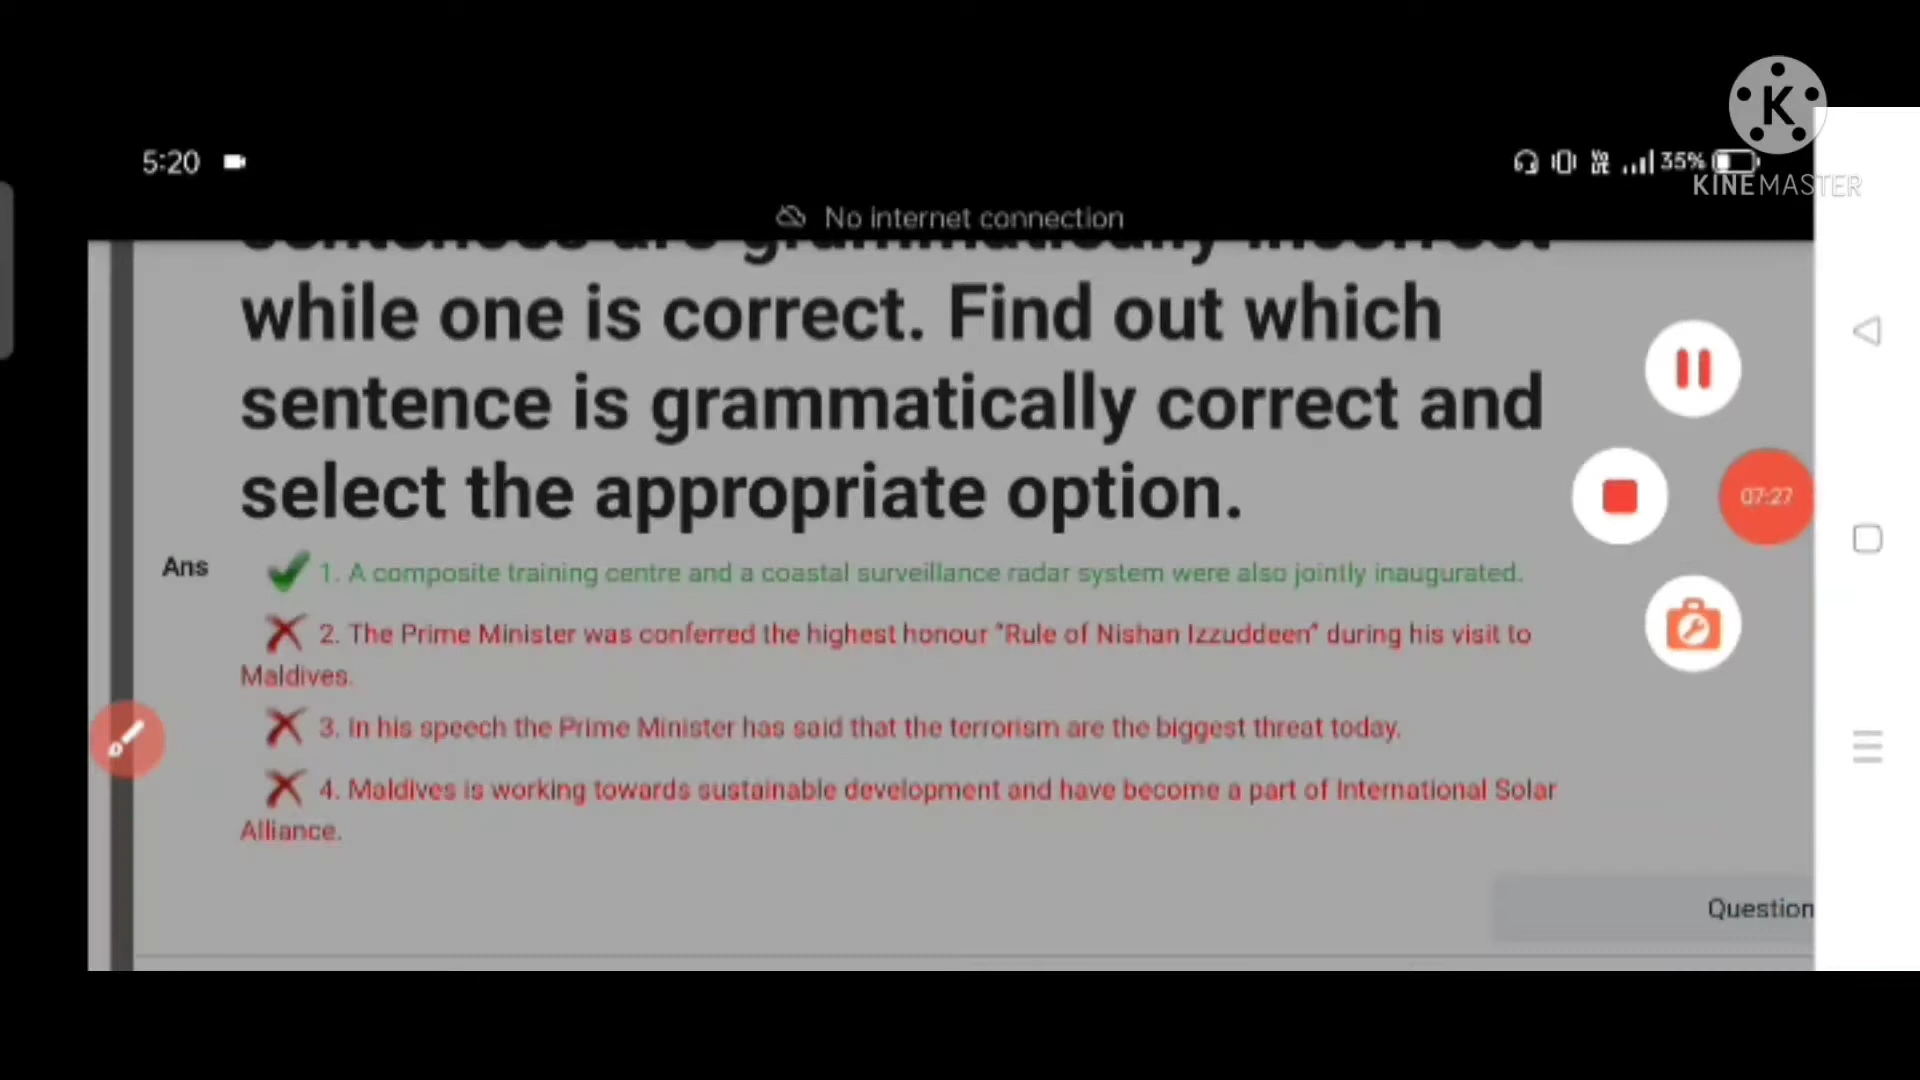 5:20
35%
KINEMASTER
No internet connection
sentences are grammatically incorrect
while one is correct. Find out which
sentence is grammatically correct and
select the appropriate option.
07:27
Ans
1. A composite training centre and a coastal surveillance radar system were also jointly inaugurated.
2. The Prime Minister was conferred the highest honour "Rule of Nishan Izzuddeen" during his visit to
Maldives.
3. In his speech the Prime Minister has said that the terrorism are the biggest threat today.
4. Maldives is working towards sustainable development and have become a part of International Solar
Alliance.
Question